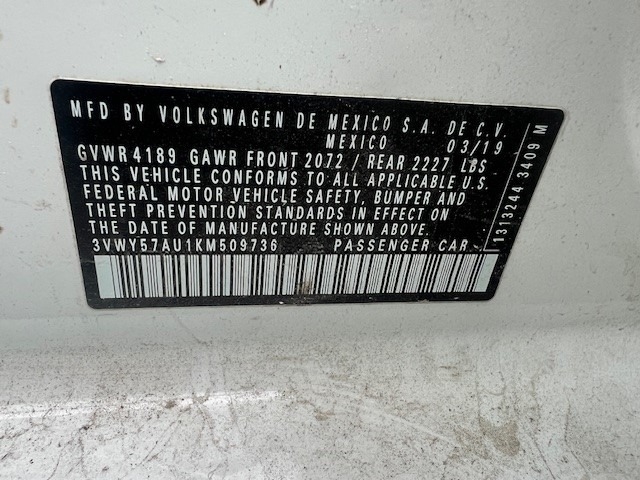 MFD BY VOLKSWAGEN DE MEXICO S.A. DE C.V.
MEXICO 03/19
GVWR4189 GAWR FRONT 2072 / REAR 2227 LBS
THIS VEHICLE CONFORMS TO ALL APPLICABLE U.S.
FEDERAL MOTOR VEHICLE SAFETY, BUMPER AND
THEFT PREVENTION STANDARDS IN EFFECT ON
THE DATE OF MANUFACTURE SHOWN ABOVE.
3VWY57AU1KM509736 PASSENGER CAR
1313244 3409 M